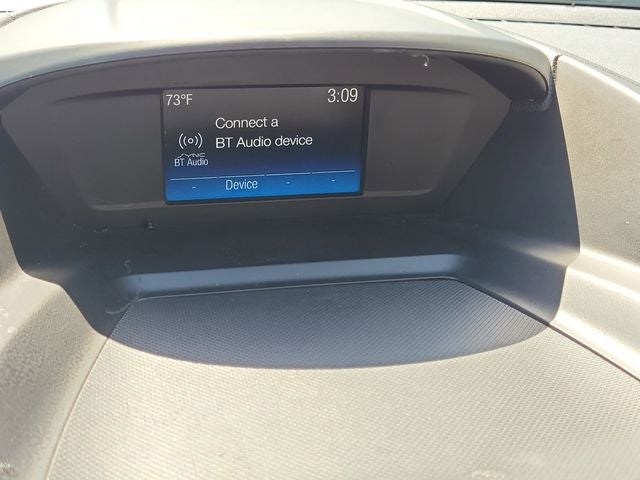 73°F 3:09
Connect a
BT Audio device
SYNC
BT Audio
- Device - -